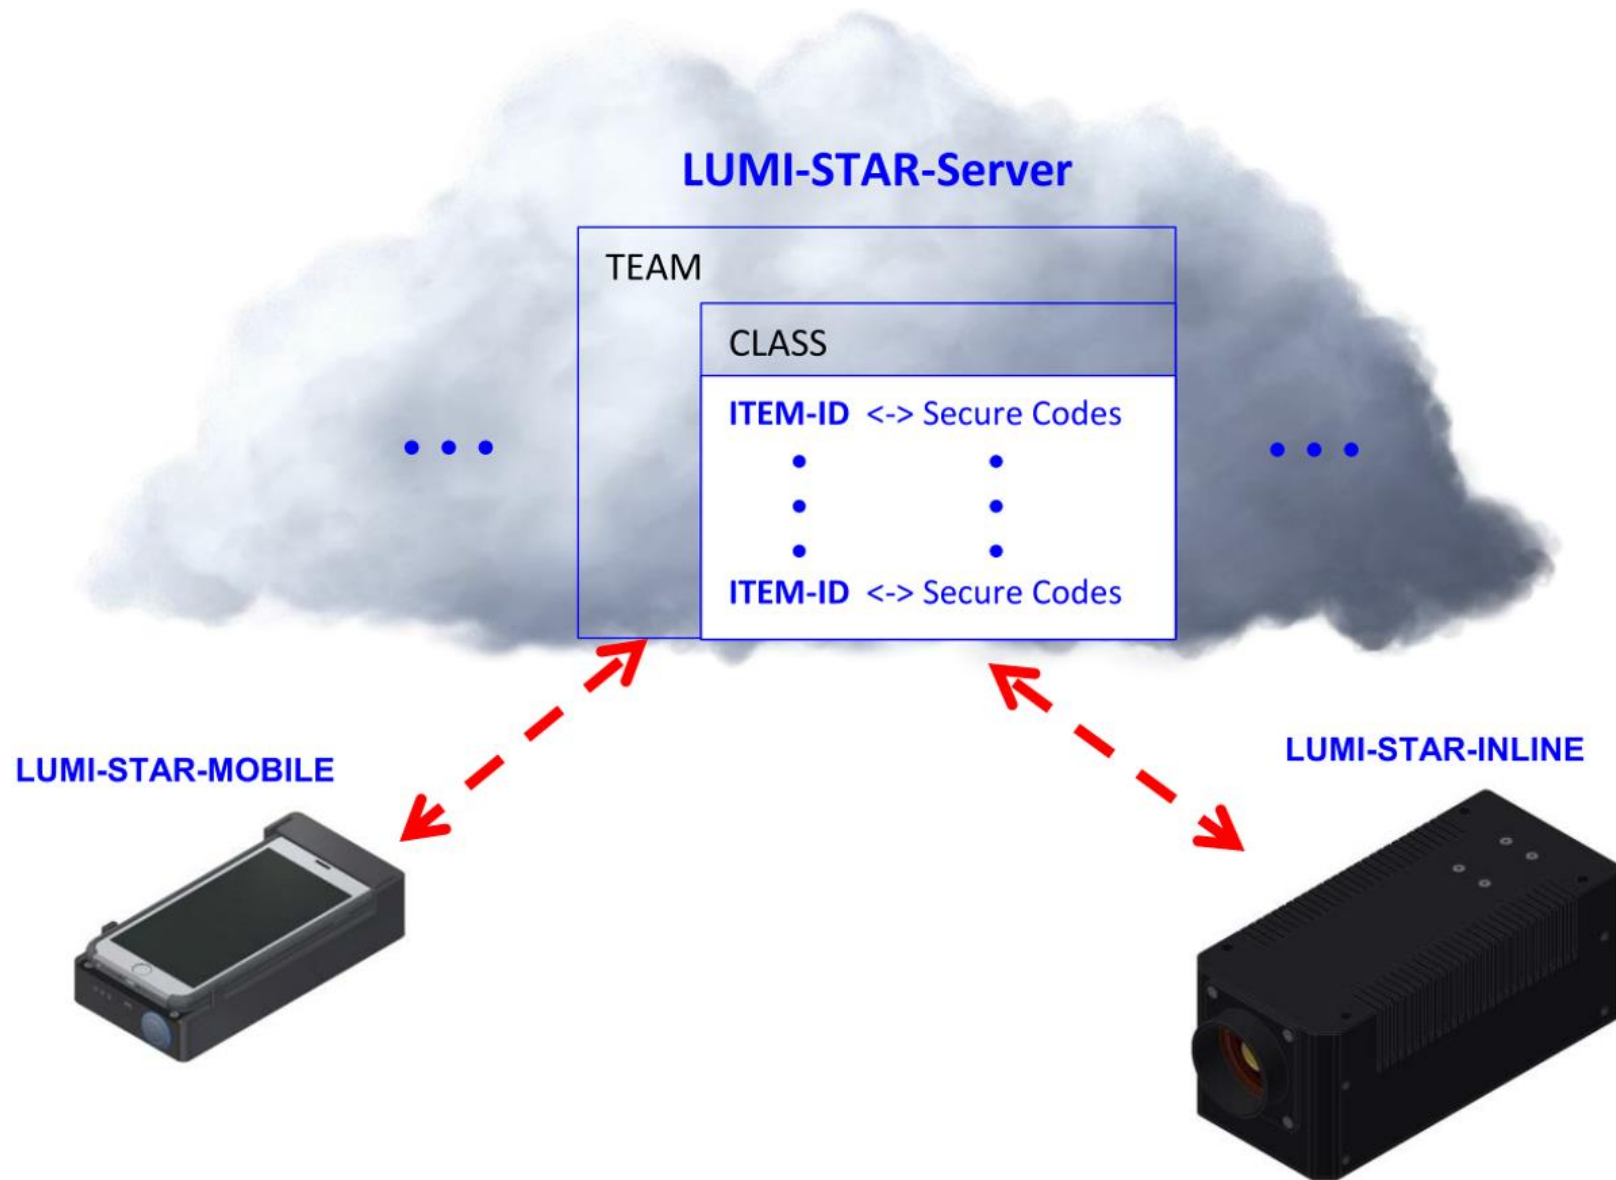 LUMI-STAR-Server
TEAM
CLASS
ITEM-ID <-> Secure Codes
ITEM-ID <-> Secure Codes
LUMI-STAR-MOBILE
LUMI-STAR-INLINE